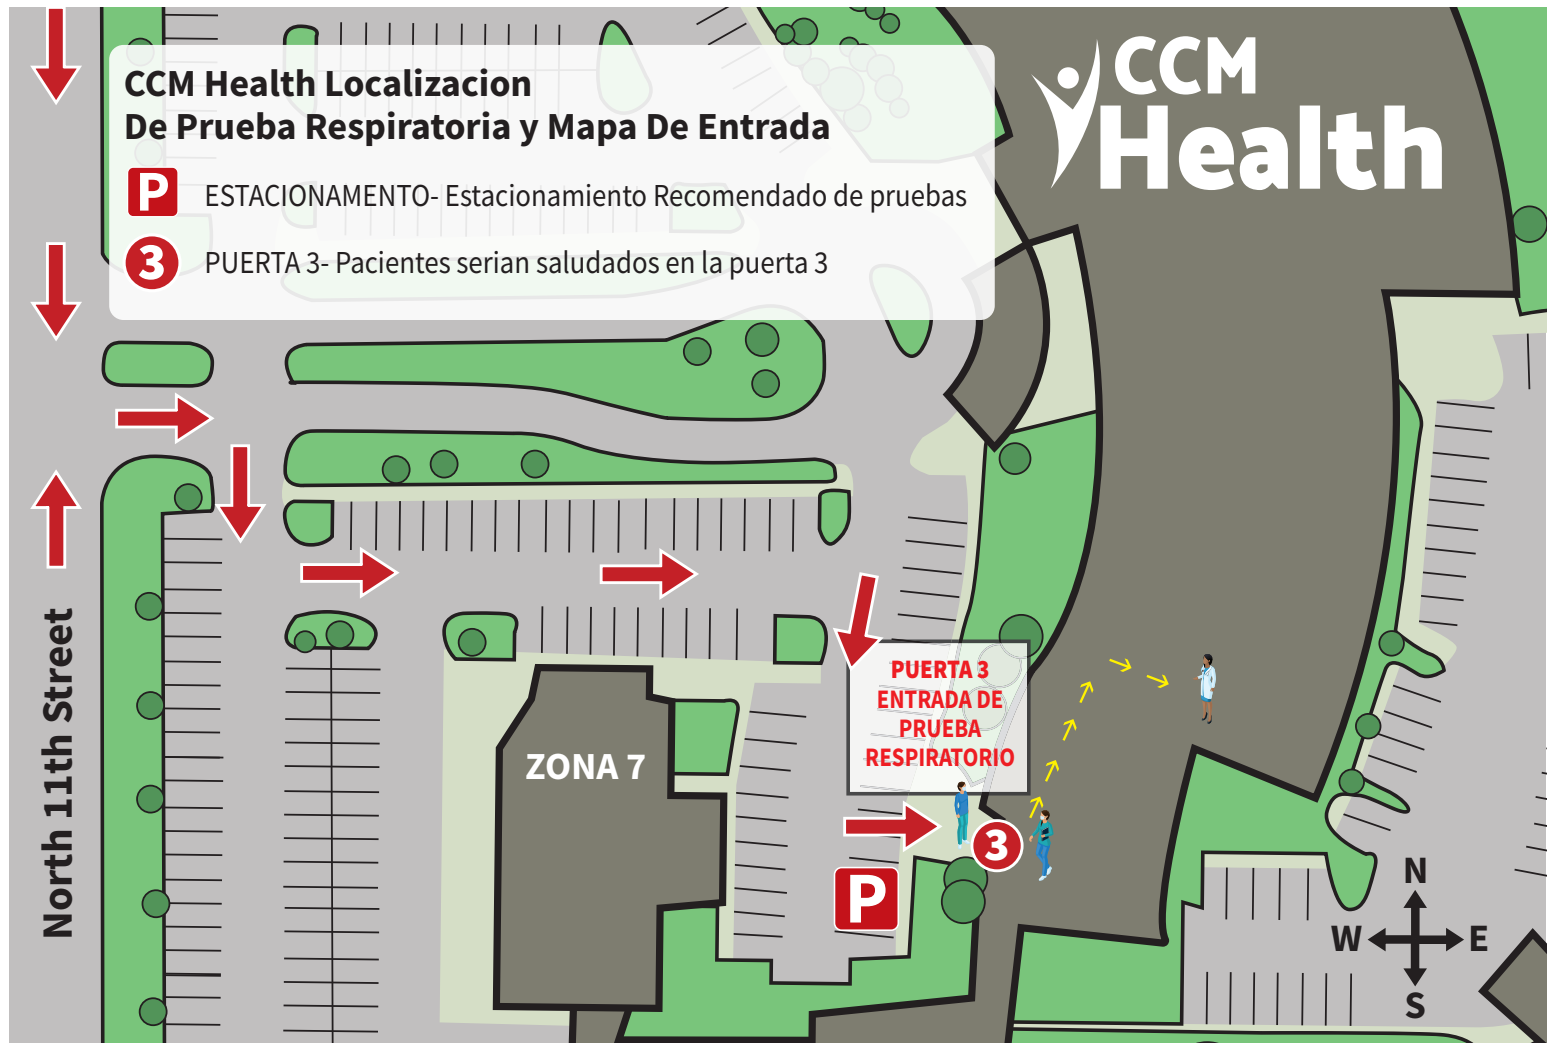 CCM Health Localizacion
De Prueba Respiratoria y Mapa De Entrada
P ESTACIONAMENTO- Estacionamiento Recomendado de pruebas
3 PUERTA 3- Pacientes serian saludados en la puerta 3
CCM
Health
North 11th Street
ZONA 7
PUERTA 3
ENTRADA DE
PRUEBA
RESPIRATORIO
3
P
N
W E
S